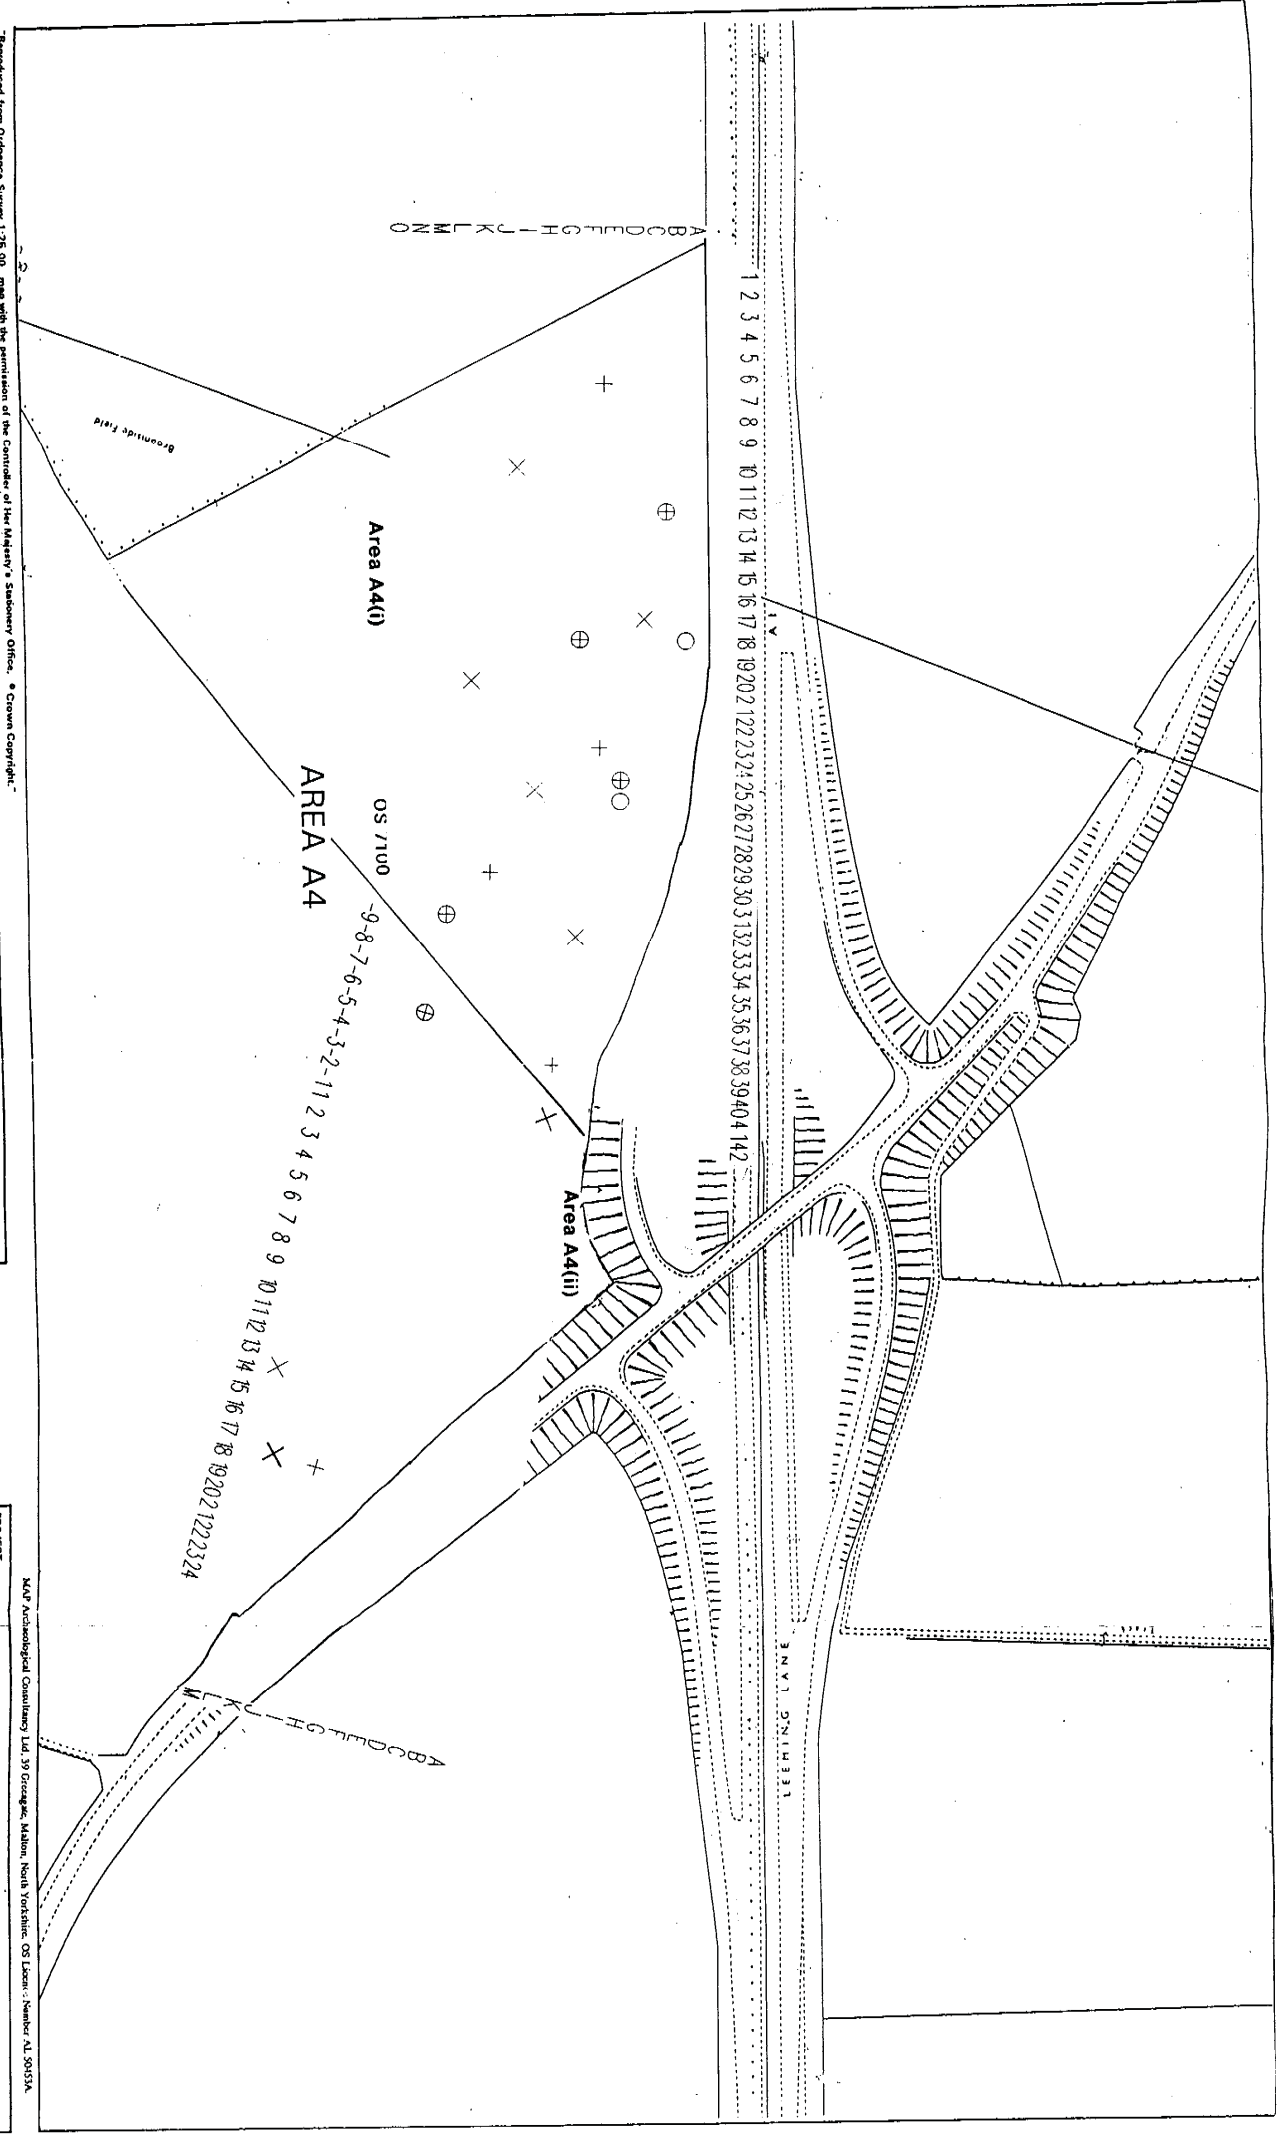 A B C D E F G H I J K L M N O
1 2 3 4 5 6 7 8 9 10 11 12 13 14 15 16 17 18 19 20 21 22 23 24 25 26 27 28 29 30 31 32 33 34 35 36 37 38 39 40 41 42
A 1
LEEMING LANE
Broomside Field
Area A4(i)
OS 7100
AREA A4
Area A4(ii)
-9-8-7-6-5-4-3-2-1 1 2 3 4 5 6 7 8 9 10 11 12 13 14 15 16 17 18 19 20 21 22 23 24
A B C D E F G H I J K L M
"Reproduced from Ordnance Survey 1:25 00 map with the permission of the Controller of Her Majesty's Stationery Office, © Crown Copyright."
MAP Archaeological Consultancy Ltd. 39 Greengate, Malton, North Yorkshire. OS Licence Number AL 50453A